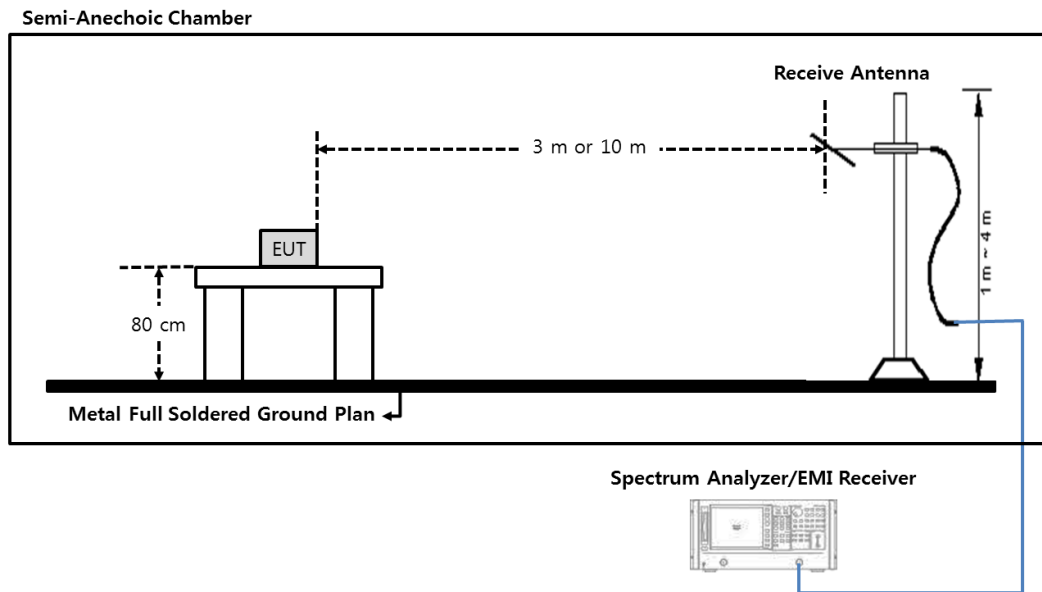 Semi-Anechoic Chamber
Receive Antenna
3 m or 10 m
EUT
80 cm
1 m ~ 4 m
Metal Full Soldered Ground Plan
Spectrum Analyzer/EMI Receiver